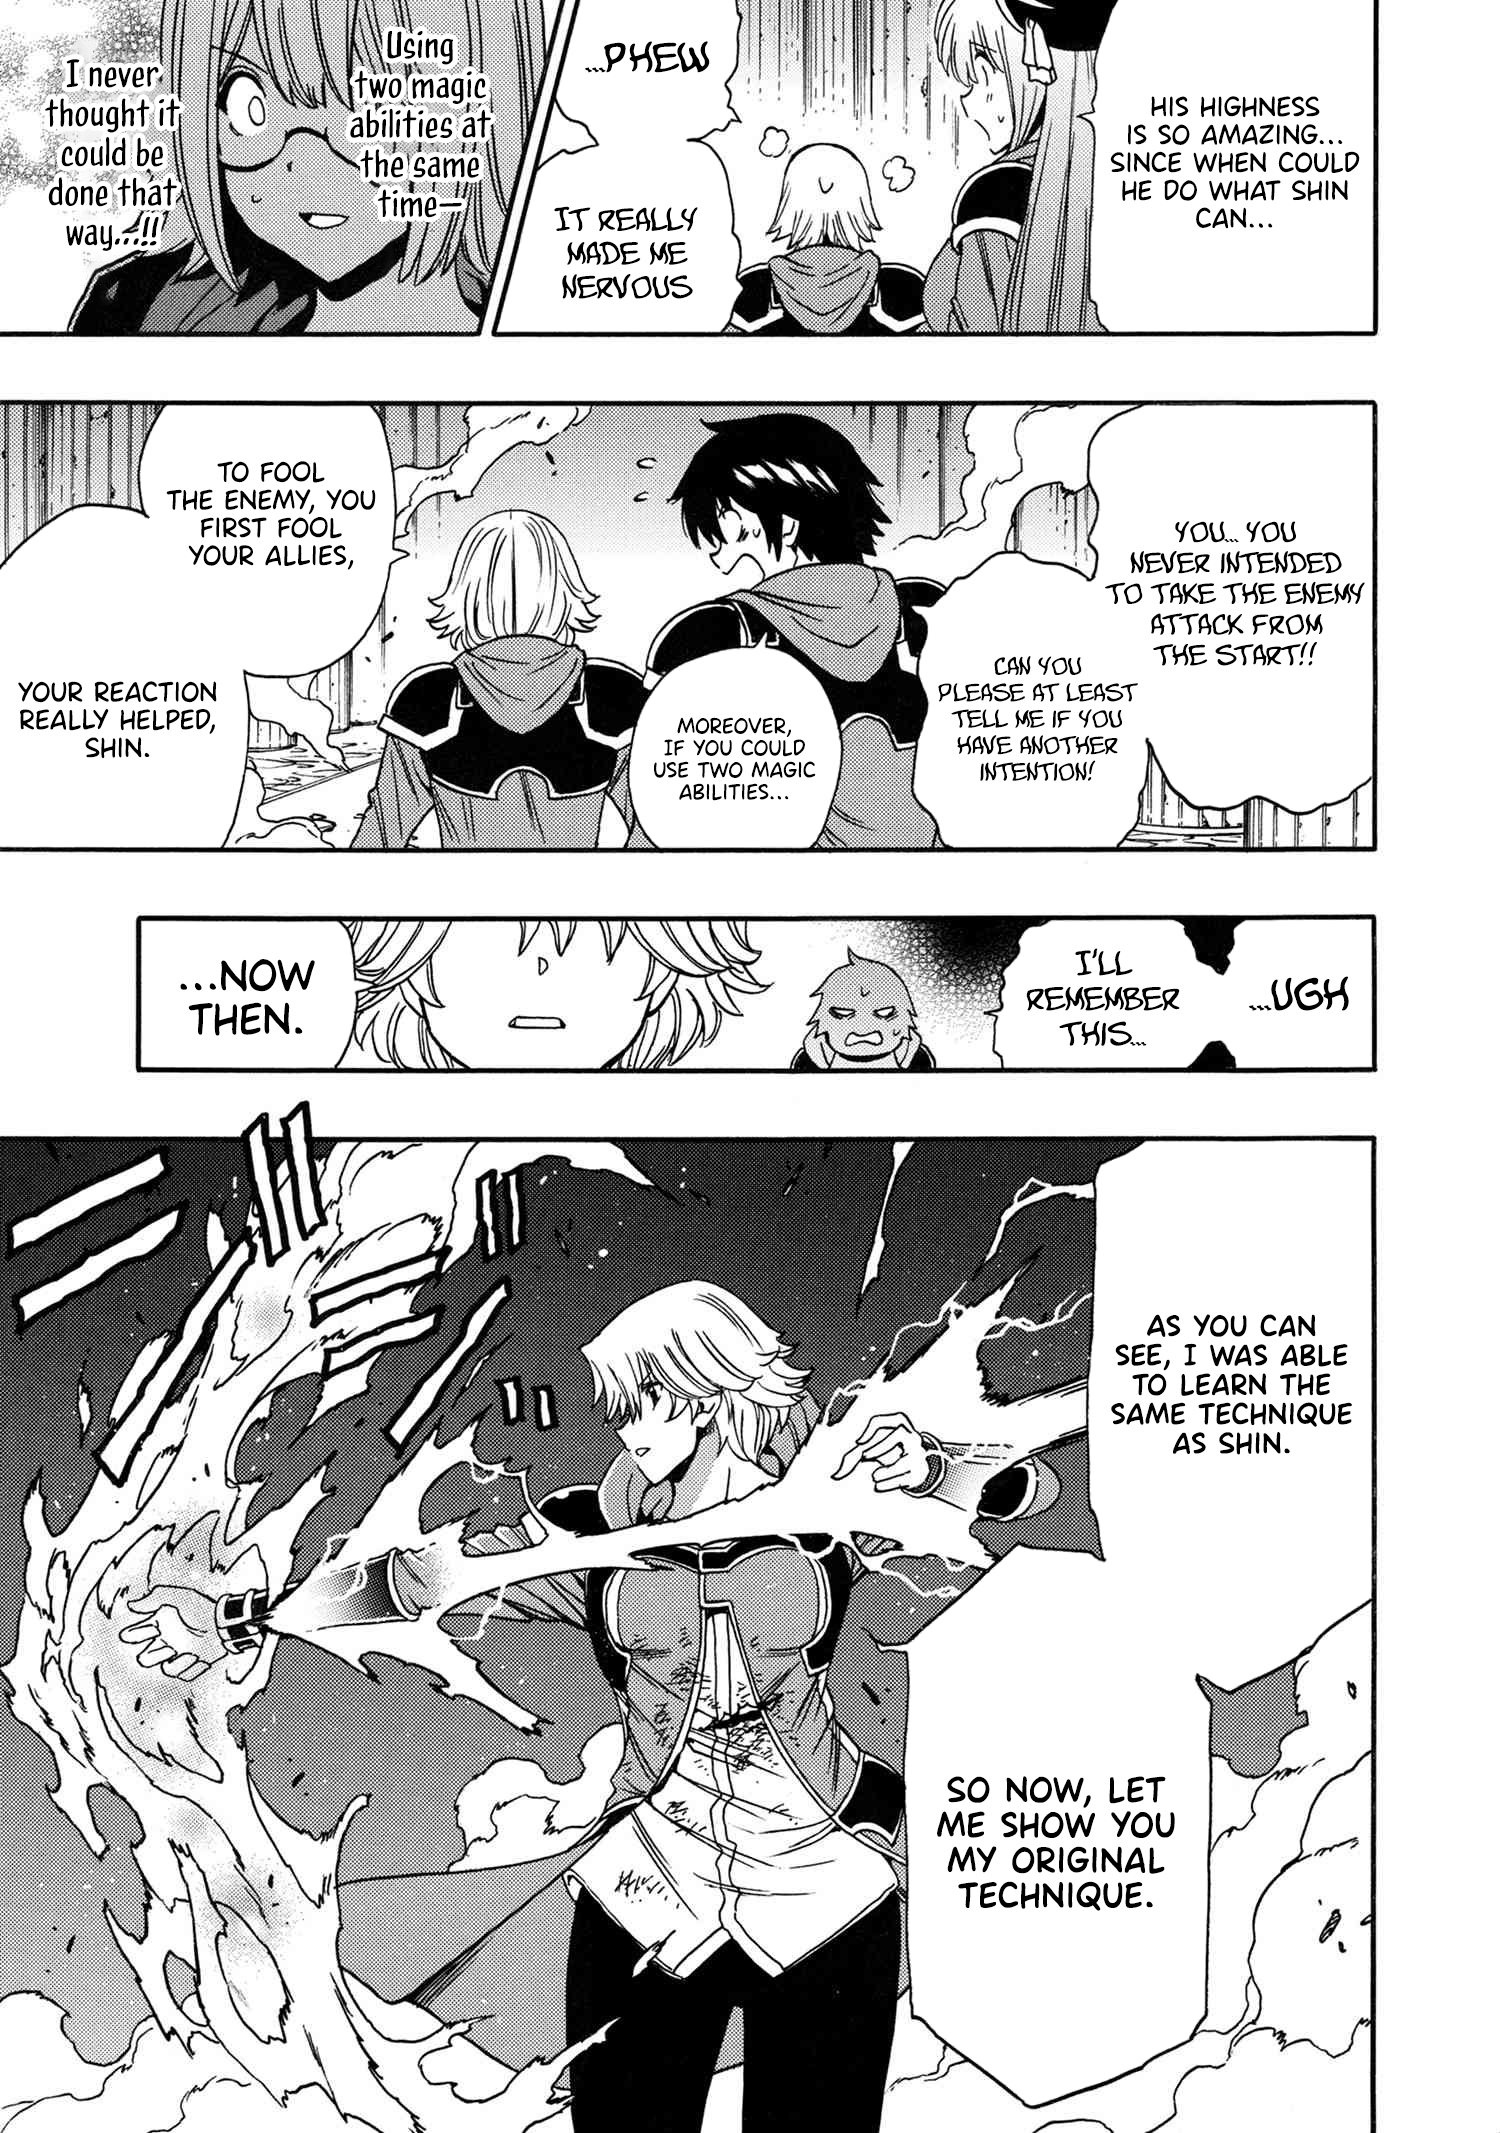 HIS HIGHNESS
IS SO AMAZING...
SINCE WHEN COULD
HE DO WHAT SHIN
CAN...
...PHEW
IT REALLY
MADE ME
NERVOUS
Using
two magic
abilities at
the same
time—
I never
thought it
could be
done that
way...!!
YOU... YOU
NEVER INTENDED
TO TAKE THE ENEMY
ATTACK FROM
THE START!!
CAN YOU
PLEASE AT LEAST
TELL ME IF YOU
HAVE ANOTHER
INTENTION!
MOREOVER,
IF YOU COULD
USE TWO MAGIC
ABILITIES...
TO FOOL
THE ENEMY, YOU
FIRST FOOL
YOUR ALLIES,
YOUR REACTION
REALLY HELPED,
SHIN.
...UGH
I'LL
REMEMBER
THIS...
...NOW
THEN.
AS YOU CAN
SEE, I WAS ABLE
TO LEARN THE
SAME TECHNIQUE
AS SHIN.
SO NOW, LET
ME SHOW YOU
MY ORIGINAL
TECHNIQUE.